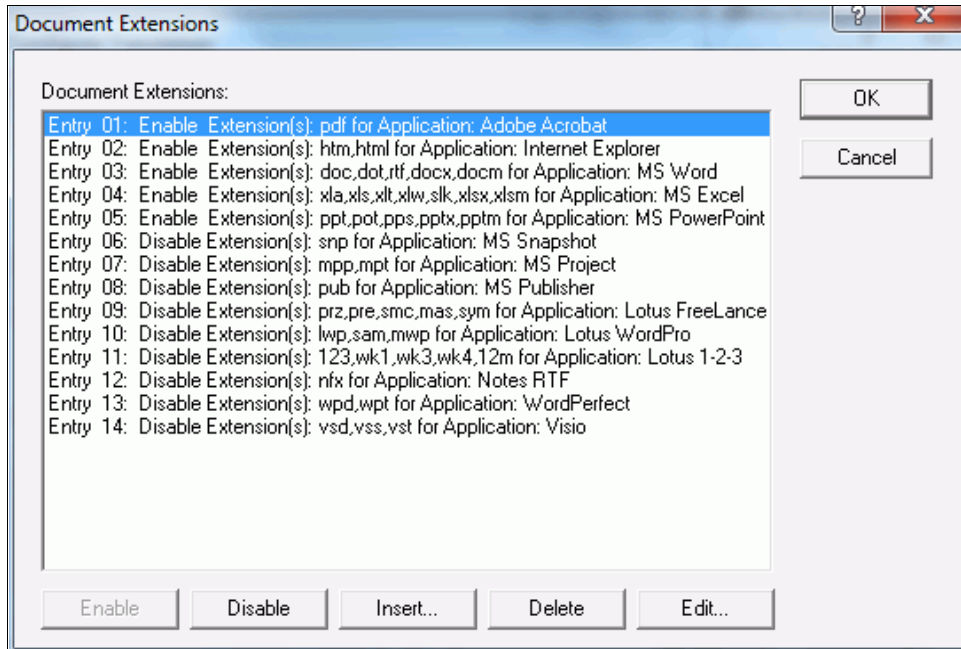 Document Extensions
?
X
Document Extensions:
Entry 01: Enable Extension(s): pdf for Application: Adobe Acrobat
Entry 02: Enable Extension(s): htm,html for Application: Internet Explorer
Entry 03: Enable Extension(s): doc,dot,rtf,docx,docm for Application: MS Word
Entry 04: Enable Extension(s): xla,xls,xlt,xlw,slk,xlsx,xlsm for Application: MS Excel
Entry 05: Enable Extension(s): ppt,pot,pps,pptx,pptm for Application: MS PowerPoint
Entry 06: Disable Extension(s): snp for Application: MS Snapshot
Entry 07: Disable Extension(s): mpp,mpt for Application: MS Project
Entry 08: Disable Extension(s): pub for Application: MS Publisher
Entry 09: Disable Extension(s): prz,pre,smc,mas,sym for Application: Lotus FreeLance
Entry 10: Disable Extension(s): lwp,sam,mwp for Application: Lotus WordPro
Entry 11: Disable Extension(s): 123,wk1,wk3,wk4,12m for Application: Lotus 1-2-3
Entry 12: Disable Extension(s): nfx for Application: Notes RTF
Entry 13: Disable Extension(s): wpd,wpt for Application: WordPerfect
Entry 14: Disable Extension(s): vsd,vss,vst for Application: Visio
OK
Cancel
Enable
Disable
Insert...
Delete
Edit...